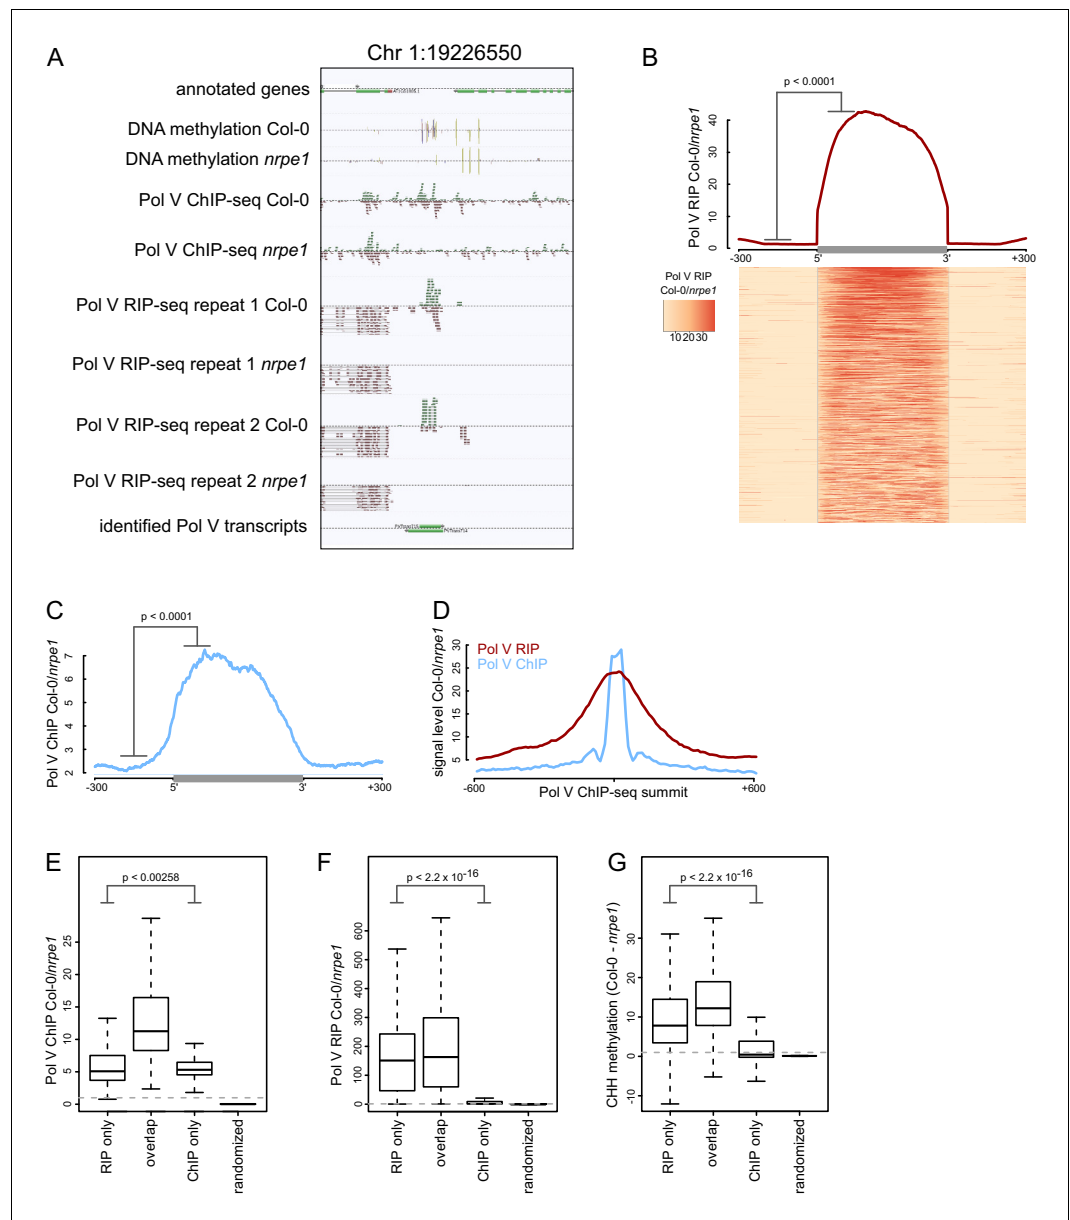 A
Chr 1:19226550
annotated genes
DNA methylation Col-0
DNA methylation nrpe1
Pol V ChIP-seq Col-0
Pol V ChIP-seq nrpe1
Pol V RIP-seq repeat 1 Col-0
Pol V RIP-seq repeat 1 nrpe1
Pol V RIP-seq repeat 2 Col-0
Pol V RIP-seq repeat 2 nrpe1
identified Pol V transcripts
B
p < 0.0001
Pol V RIP Col-0/nrpe1
0 10 20 30 40
-300 5' 3' +300
Pol V RIP
Col-0/nrpe1
10 20 30
C
p < 0.0001
Pol V ChIP Col-0/nrpe1
2 3 4 5 6 7
-300 5' 3' +300
D
signal level Col-0/nrpe1
5 10 15 20 25 30
Pol V RIP
Pol V ChIP
-600 Pol V ChIP-seq summit +600
E
p < 0.00258
Pol V ChIP Col-0/nrpe1
0 5 10 15 20 25
RIP only
overlap
ChIP only
randomized
F
p < 2.2 x 10⁻¹⁶
Pol V RIP Col-0/nrpe1
0 100 200 300 400 500 600
RIP only
overlap
ChIP only
randomized
G
p < 2.2 x 10⁻¹⁶
CHH methylation (Col-0 - nrpe1)
-10 0 10 20 30
RIP only
overlap
ChIP only
randomized